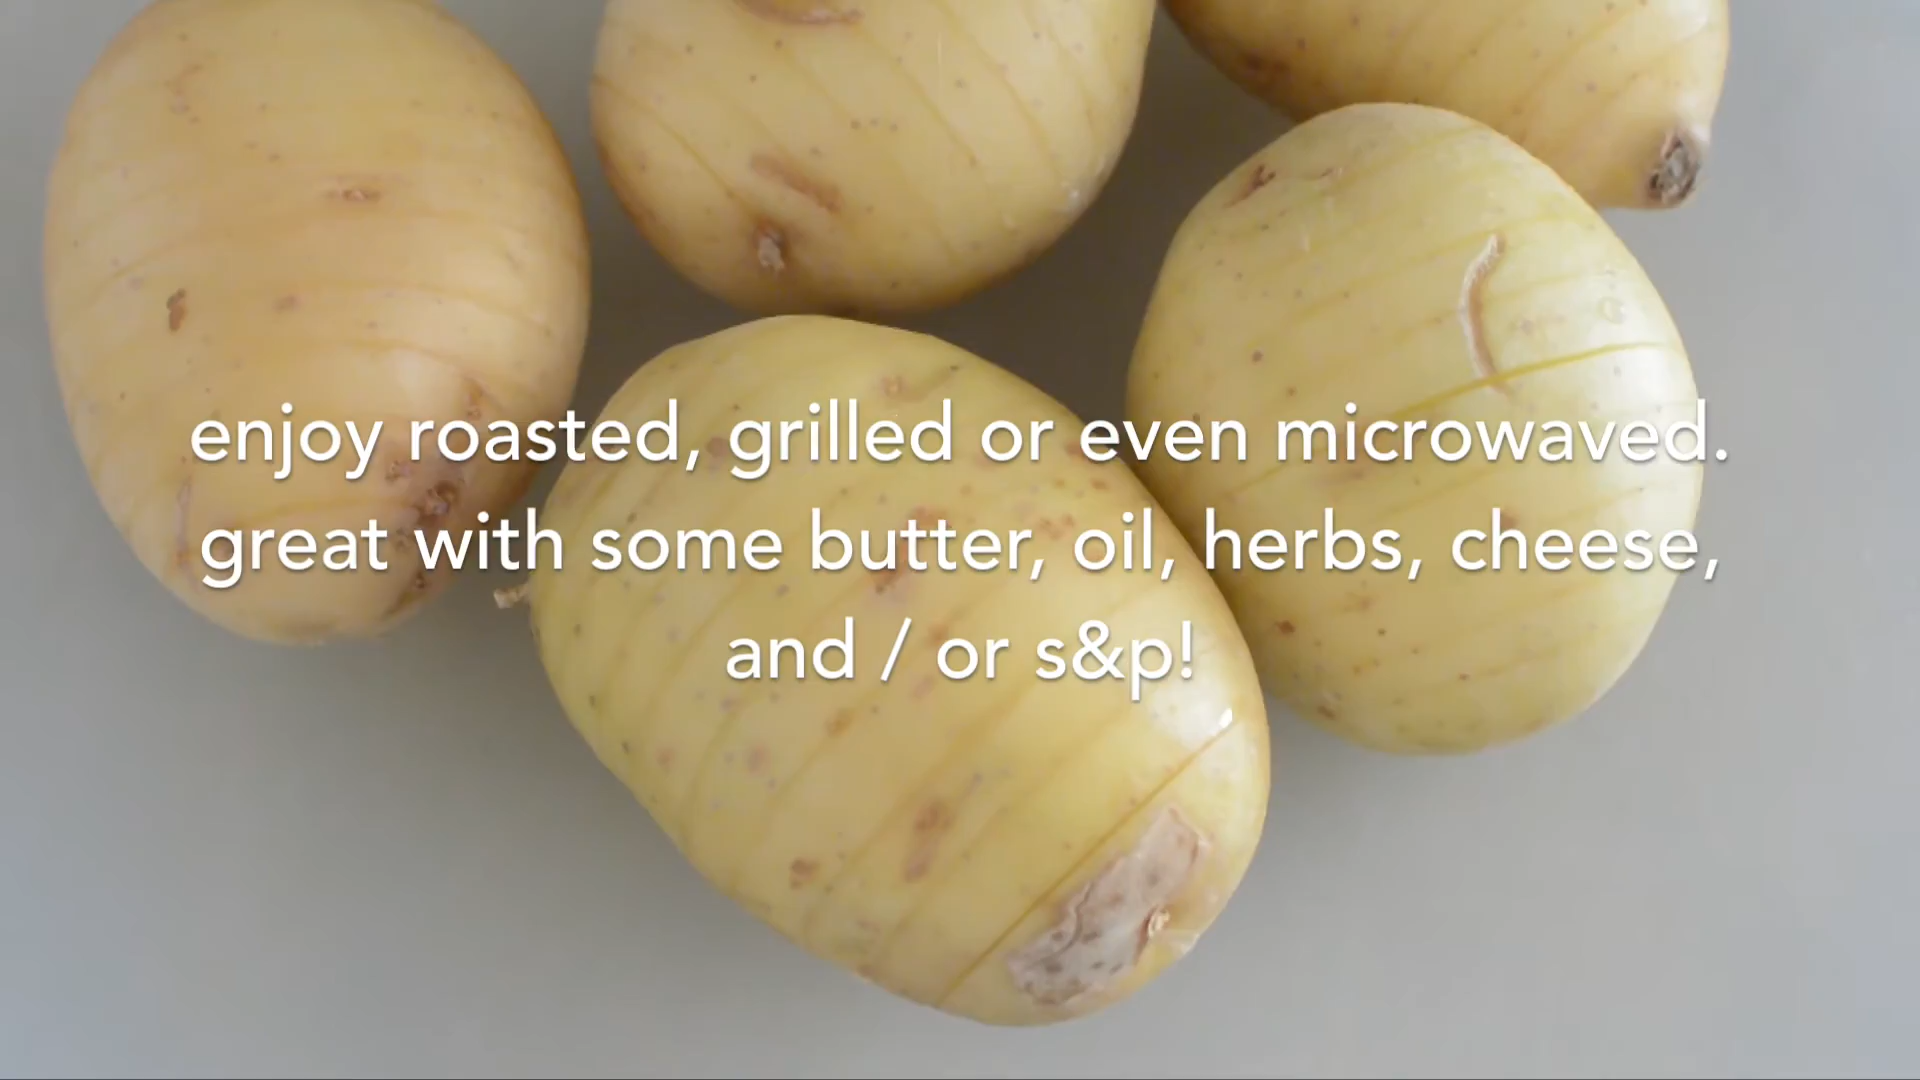 enjoy roasted, grilled or even microwaved.
great with some butter, oil, herbs, cheese,
and / or s&p!